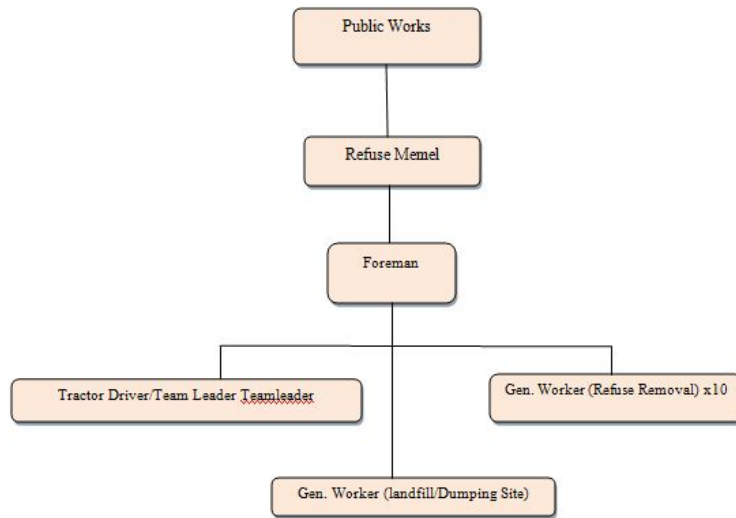 Public Works
Refuse Memel
Foreman
Tractor Driver/Team Leader Teamleader
Gen. Worker (Refuse Removal) x10
Gen. Worker (landfill/Dumping Site)